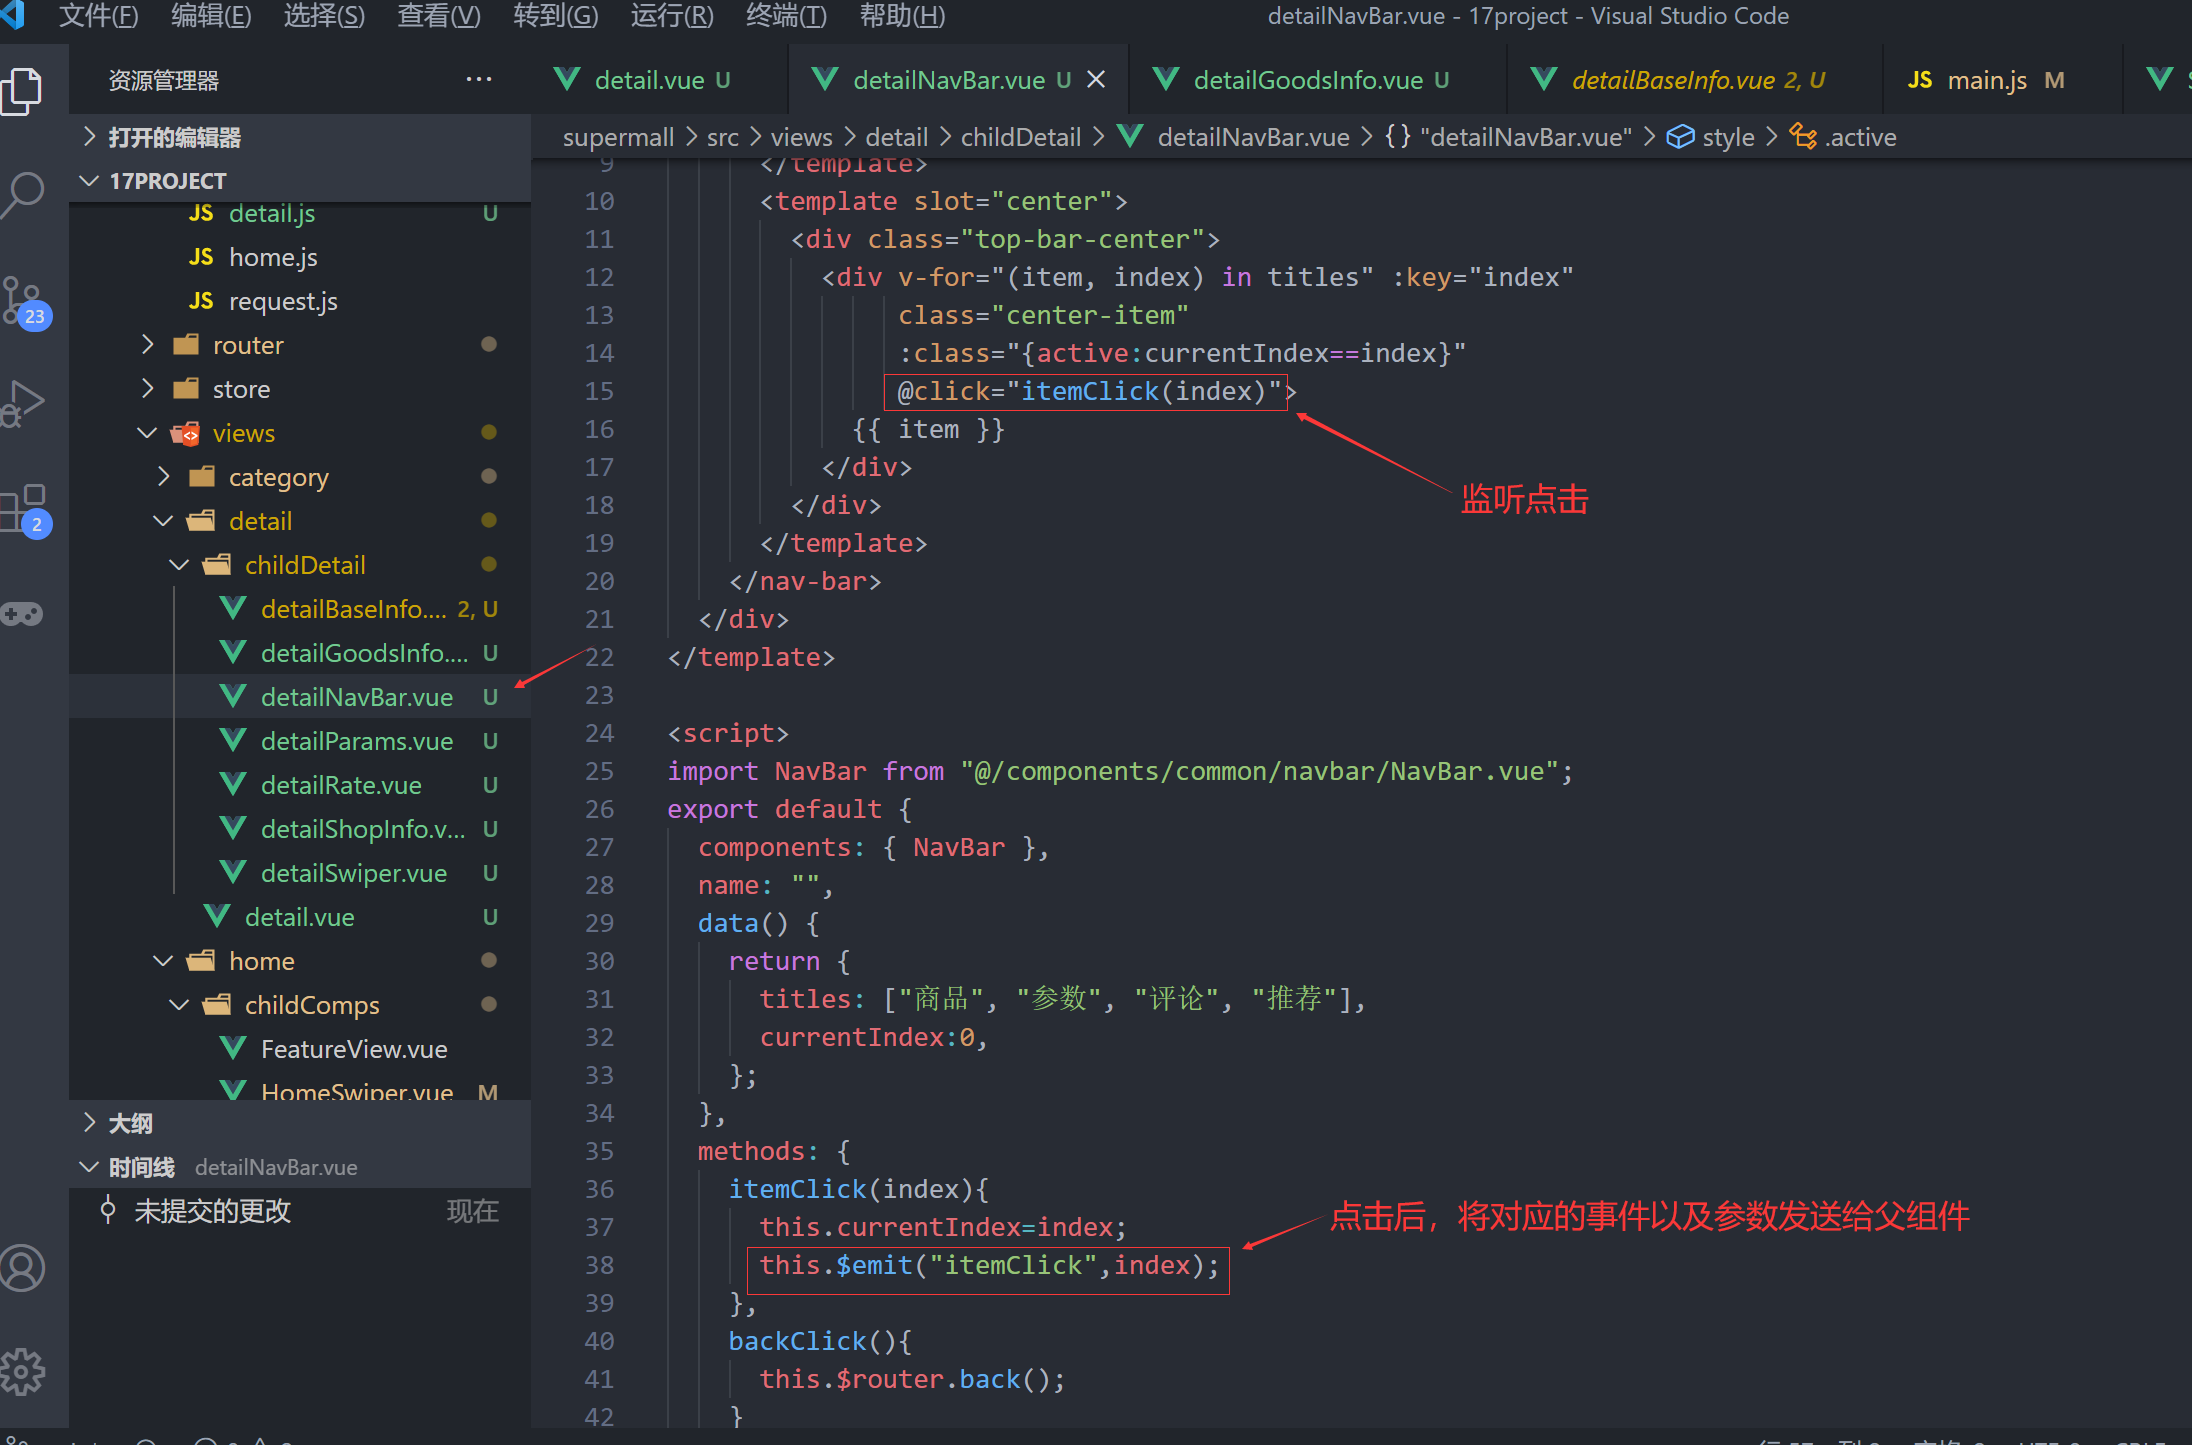 文件(F) 编辑(E) 选择(S) 查看(V) 转到(G) 运行(R) 终端(T) 帮助(H) detailNavBar.vue - 17project - Visual Studio Code
资源管理器 ···
detail.vue U detailNavBar.vue U detailGoodsInfo.vue U detailBaseInfo.vue 2, U JS main.js M
打开的编辑器
supermall > src > views > detail > childDetail > detailNavBar.vue > {} "detailNavBar.vue" > style > .active
17PROJECT
JS detail.js U
JS home.js
JS request.js
router
store
views
category
detail
childDetail
detailBaseInfo.... 2, U
detailGoodsInfo.... U
detailNavBar.vue U
detailParams.vue U
detailRate.vue U
detailShopInfo.v... U
detailSwiper.vue U
detail.vue U
home
childComps
FeatureView.vue
HomeSwiper.vue M
大纲
时间线 detailNavBar.vue
未提交的更改 现在
23
2
9 </template>
10 <template slot="center">
11 <div class="top-bar-center">
12 <div v-for="(item, index) in titles" :key="index"
13 class="center-item"
14 :class="{active:currentIndex==index}"
15 @click="itemClick(index)">
16 {{ item }}
17 </div>
监听点击
18 </div>
19 </template>
20 </nav-bar>
21 </div>
22 </template>
23
24 <script>
25 import NavBar from "@/components/common/navbar/NavBar.vue";
26 export default {
27 components: { NavBar },
28 name: "",
29 data() {
30 return {
31 titles: ["商品", "参数", "评论", "推荐"],
32 currentIndex:0,
33 };
34 },
35 methods: {
36 itemClick(index){
37 this.currentIndex=index;
点击后，将对应的事件以及参数发送给父组件
38 this.$emit("itemClick",index);
39 },
40 backClick(){
41 this.$router.back();
42 }